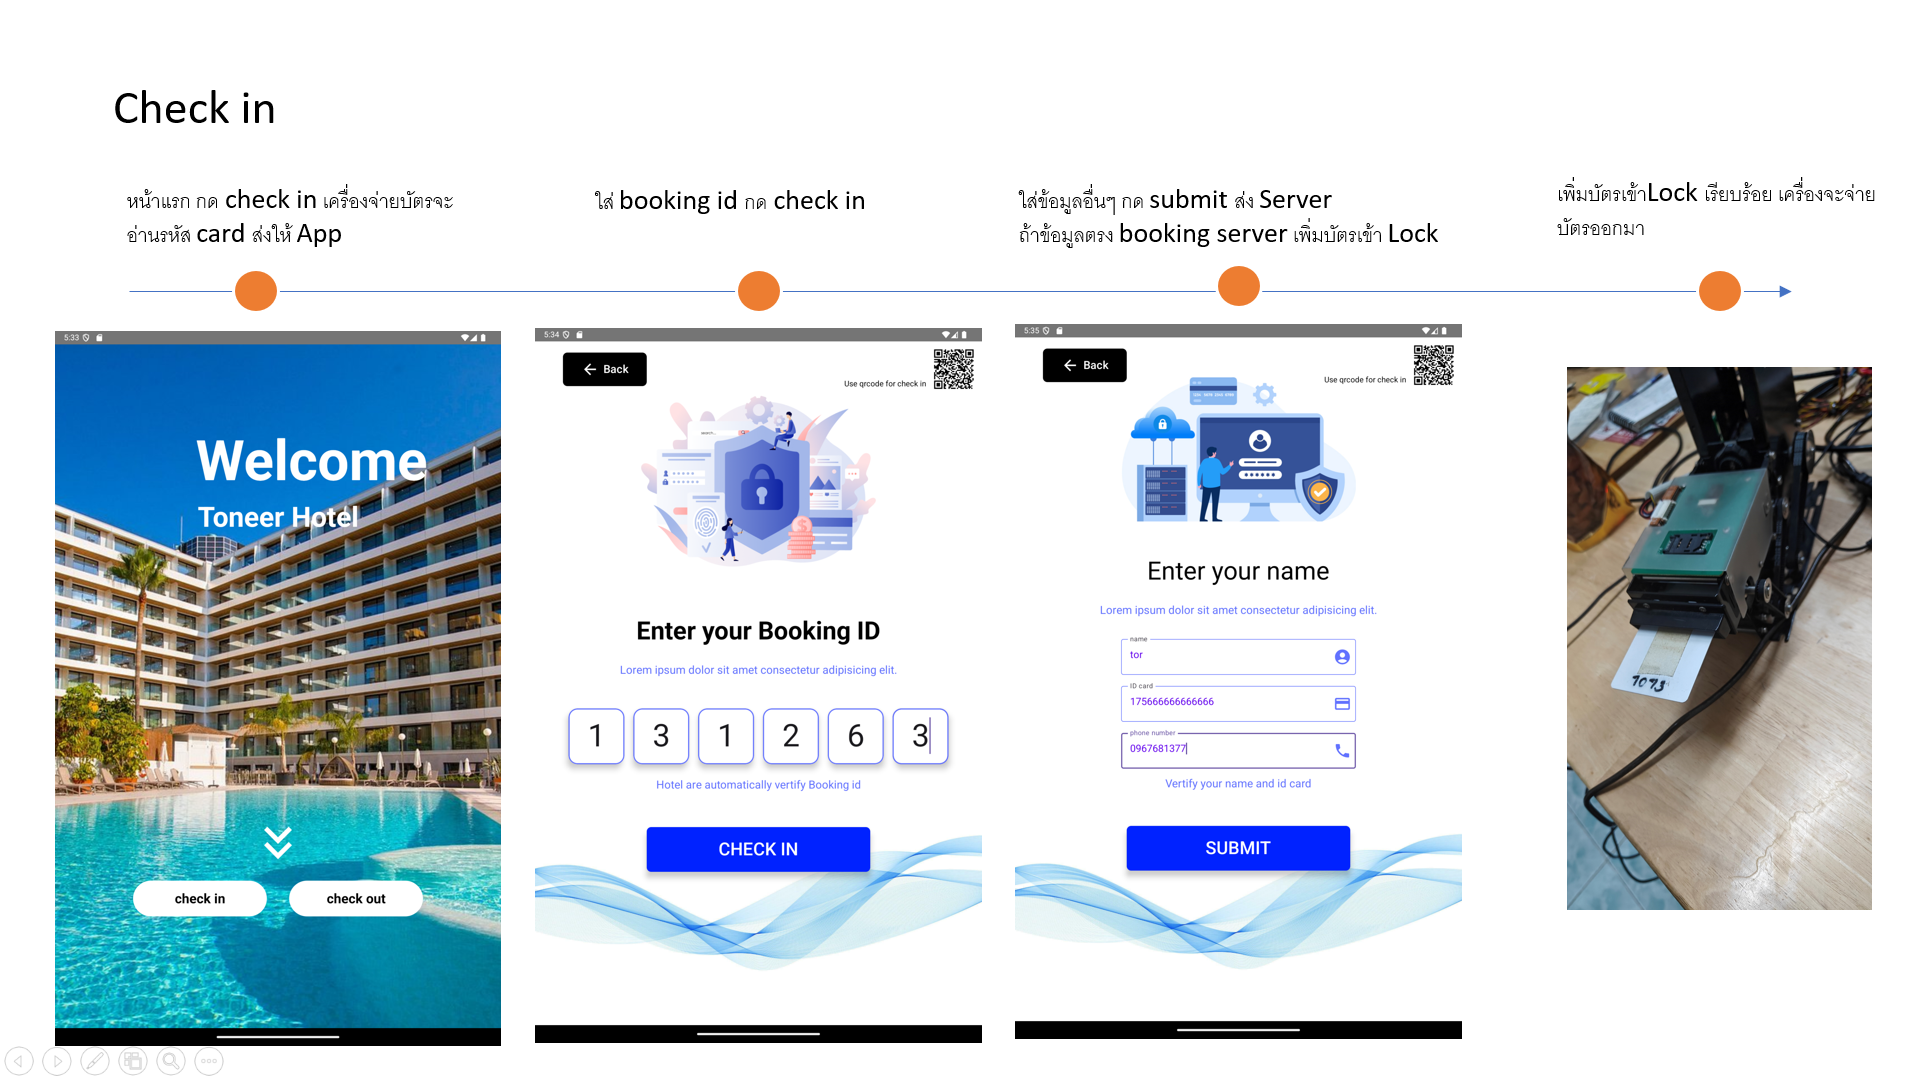 Check in
หน้าแรก กด check in เครื่องจ่ายบัตรจะ
อ่านรหัส card ส่งให้ App
ใส่ booking id กด check in
ใส่ข้อมูลอื่นๆ กด submit ส่ง Server
ถ้าข้อมูลตรง booking server เพิ่มบัตรเข้า Lock
เพิ่มบัตรเข้าLock เรียบร้อย เครื่องจะจ่าย
บัตรออกมา
5:33
Welcome
Toneer Hotel
check in
check out
5:34
Back
Use qrcode for check in
Enter your Booking ID
Lorem ipsum dolor sit amet consectetur adipisicing elit.
1 3 1 2 6 3
Hotel are automatically vertify Booking id
CHECK IN
5:35
Back
Use qrcode for check in
Enter your name
Lorem ipsum dolor sit amet consectetur adipisicing elit.
name
tor
ID card
175666666666666
phone number
0967681377
Vertify your name and id card
SUBMIT
1073